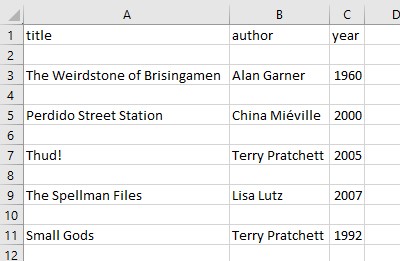 A B C D
1 title author year
2
3 The Weirdstone of Brisingamen Alan Garner 1960
4
5 Perdido Street Station China Miéville 2000
6
7 Thud! Terry Pratchett 2005
8
9 The Spellman Files Lisa Lutz 2007
10
11 Small Gods Terry Pratchett 1992
12